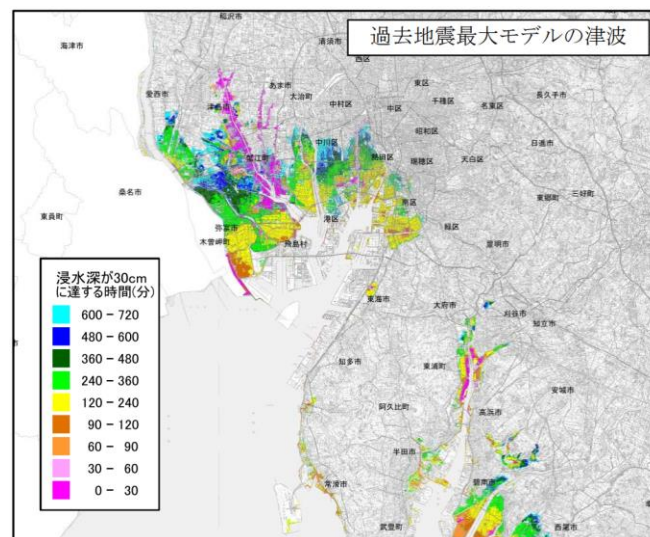 過去地震最大モデルの津波
稲沢市
海津市
清須市
西区
あま市
大治町
愛西市
津島市
中村区
中区
東区
千種区
名東区
長久手市
昭和区
日進市
蟹江町
中川区
熱田区
瑞穂区
天白区
桑名市
東員町
港区
南区
緑区
東郷町
三好町
弥富市
木曽岬町
飛島村
豊明市
浸水深が30cm
に達する時間(分)
600 - 720
480 - 600
360 - 480
240 - 360
120 - 240
90 - 120
60 - 90
30 - 60
0 - 30
東海市
大府市
刈谷市
知立市
知多市
東浦町
安城市
阿久比町
高浜市
半田市
常滑市
碧南市
武豊町
西尾市